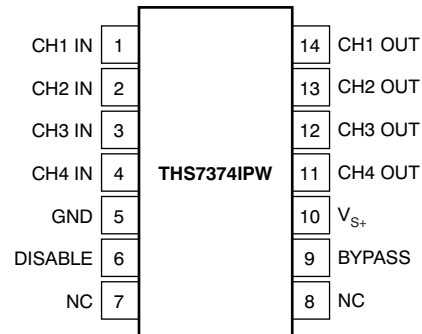 CH1 IN 1 14 CH1 OUT
CH2 IN 2 13 CH2 OUT
CH3 IN 3 12 CH3 OUT
CH4 IN 4 THS7374IPW 11 CH4 OUT
GND 5 10 VS+
DISABLE 6 9 BYPASS
NC 7 8 NC